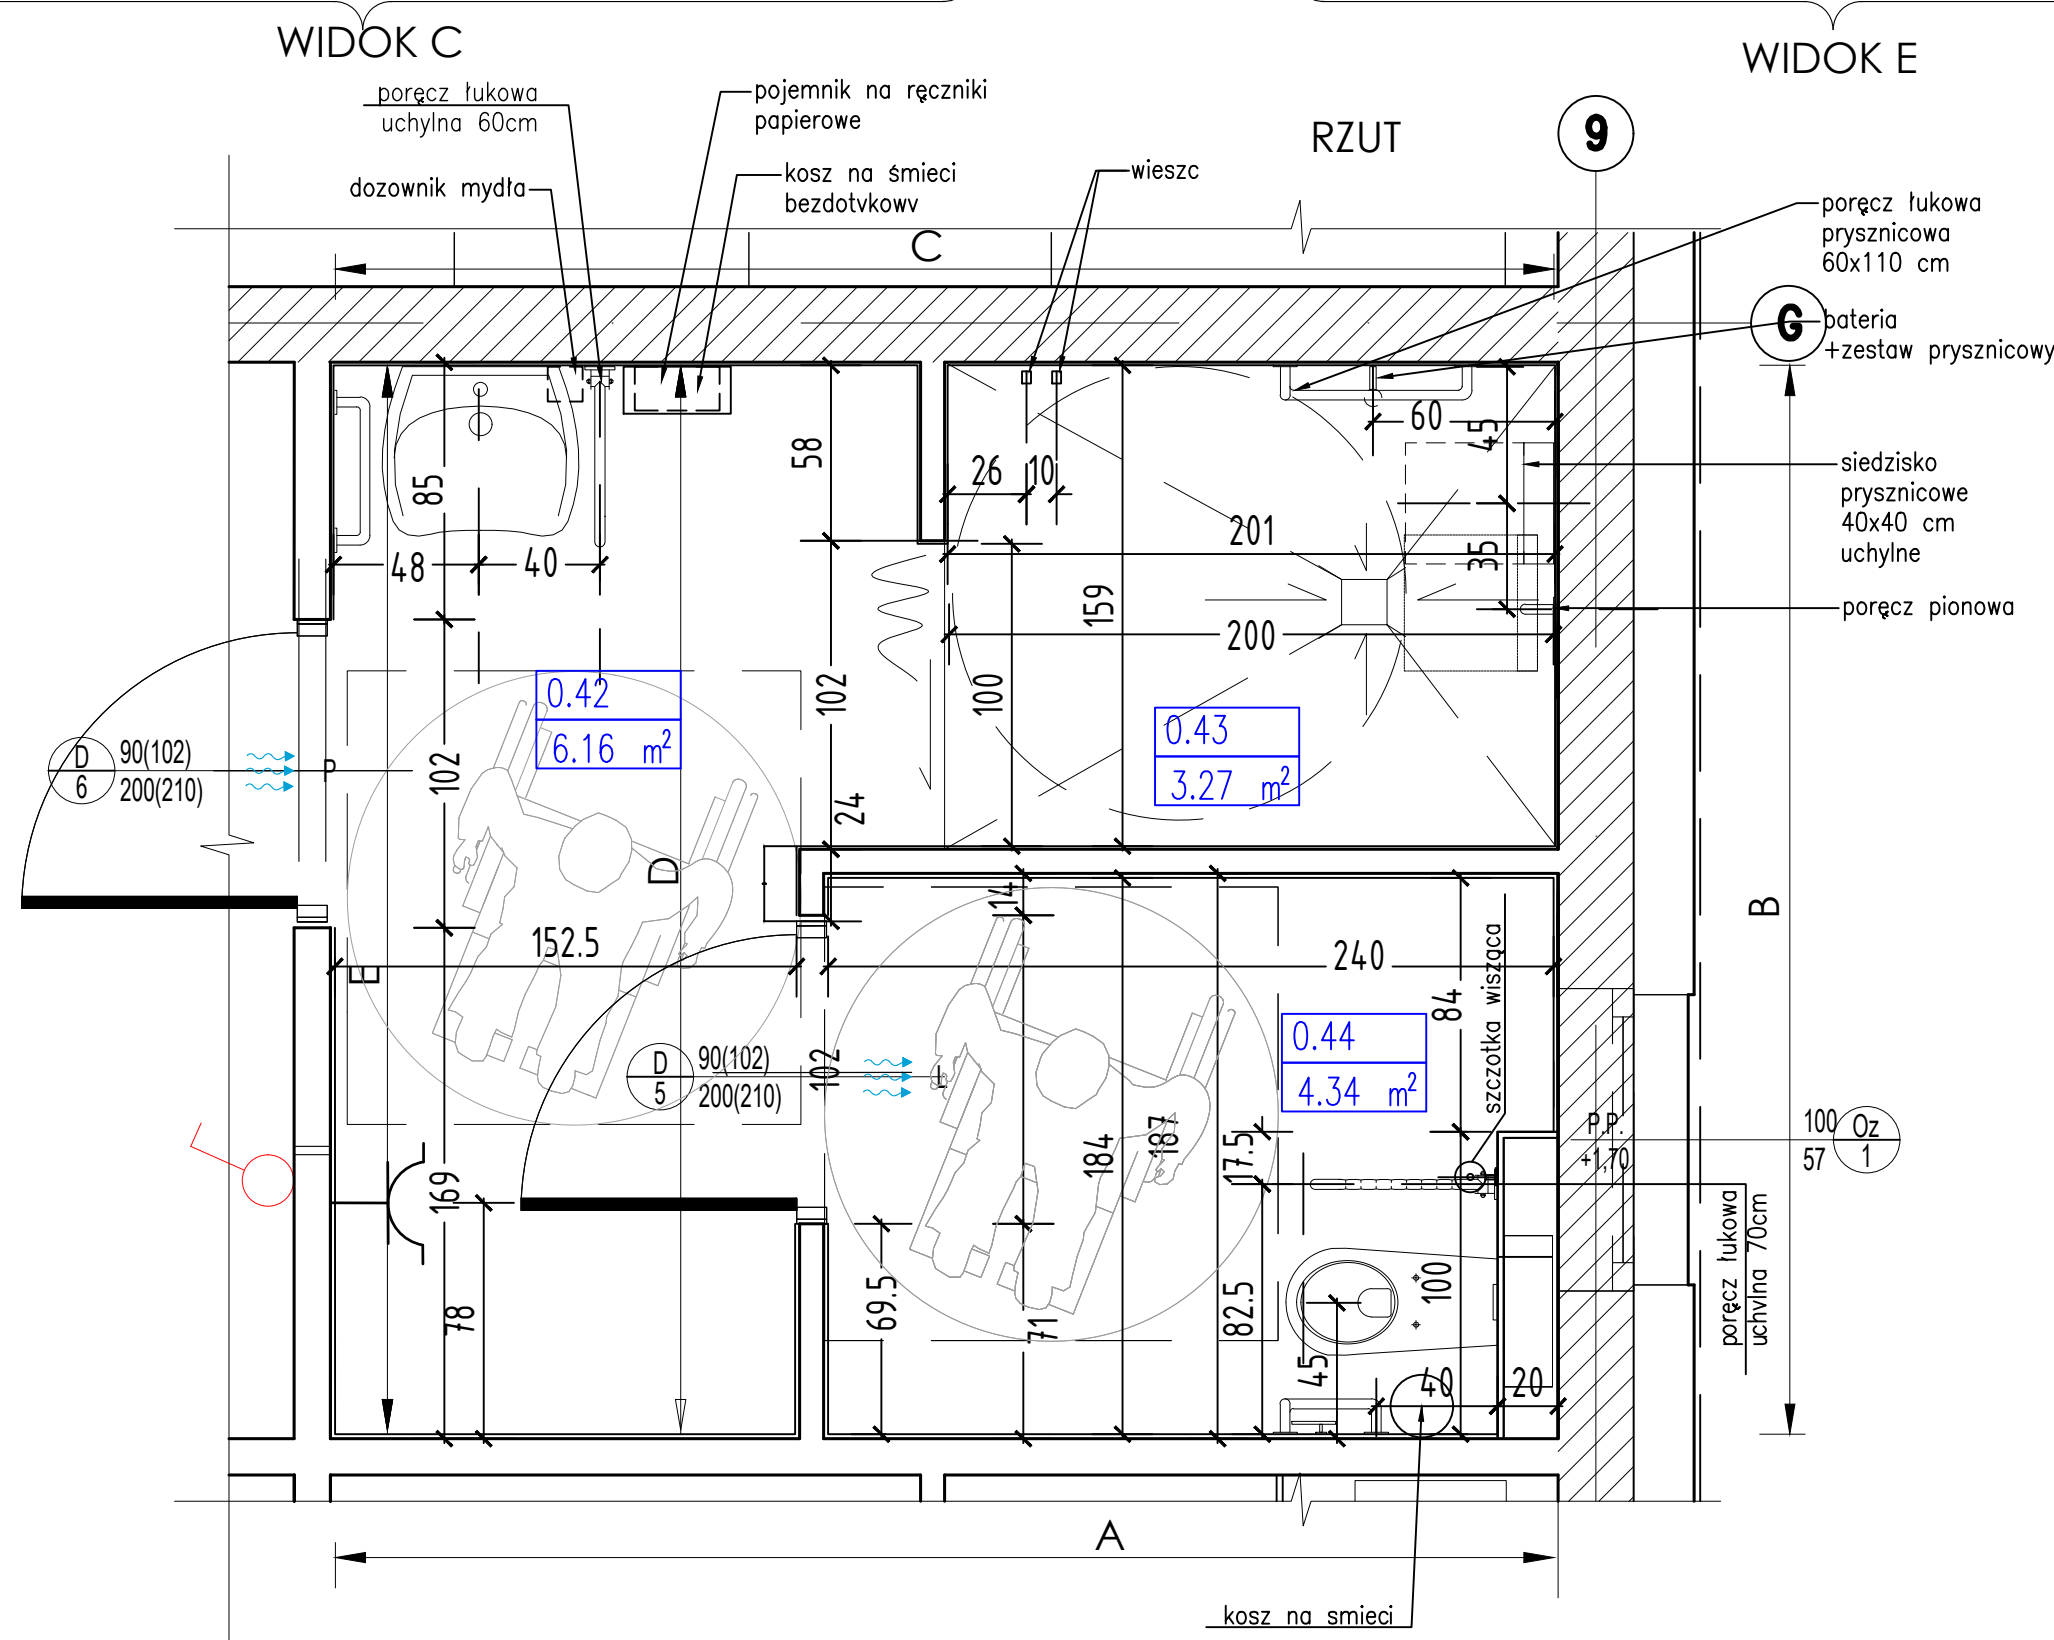 WIDOK C
WIDOK E
poręcz łukowa
uchylna 60cm
pojemnik na ręczniki
papierowe
RZUT
9
dozownik mydła
kosz na śmieci
bezdotykowy
wieszc
poręcz łukowa
prysznicowa
60x110 cm
C
G
bateria
+zestaw prysznicowy
60
45
58
26
10
85
siedzisko
prysznicowe
40x40 cm
uchylne
201
48
40
35
159
poręcz pionowa
200
0.42
6.16 m²
102
100
0.43
3.27 m²
D
6
90(102)
200(210)
P
102
24
D
14
B
152.5
240
84
szczotka wisząca
D
5
90(102)
200(210)
102
L
0.44
4.34 m²
184
187
17.5
P.P.
+1,70
100
57
Oz
1
169
78
69.5
71
82.5
45
100
40
20
poręcz łukowa
uchylna 70cm
A
kosz na smieci